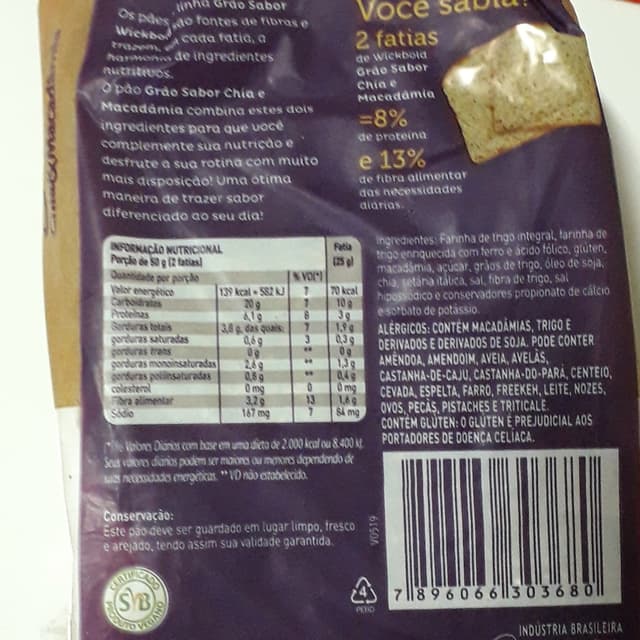 linha Grão Sabor
Os pães são fontes de fibras e
Wickbold
cada fatia, a
trazem, em
harmonia de ingredientes
nutritivos.
O pão Grão Sabor Chia e
Macadâmia combina estes dois
ingredientes para que você
complemente sua nutrição e
desfrute a sua rotina com muito
mais disposição! Uma ótima
maneira de trazer sabor
diferenciado ao seu dia!
Você sabia?
2 fatias
de Wickbold
Grão Sabor
Chia e
Macadâmia
=8%
de proteína
e 13%
de fibra alimentar
das necessidades
diárias.
INFORMAÇÃO NUTRICIONAL
Porção de 50 g (2 fatias) Fatia (25 g)
Quantidade por porção % VD(*)
Valor energético 139 kcal = 582 kJ 7 70 kcal
Carboidratos 20 g 7 10 g
Proteínas 6,1 g 8 3 g
Gorduras totais 3,8 g, das quais: 7 1,9 g
gorduras saturadas 0,6 g 3 0,3 g
gorduras trans 0 g ** 0 g
gorduras monoinsaturadas 2,6 g ** 1,3 g
gorduras poliinsaturadas 0,8 g ** 0,4 g
colesterol 0 mg 0 0 mg
Fibra alimentar 3,2 g 13 1,6 g
Sódio 167 mg 7 84 mg
(*)% Valores Diários com base em uma dieta de 2.000 kcal ou 8.400 kJ.
Seus valores diários podem ser maiores ou menores dependendo de
suas necessidades energéticas. ** VD não estabelecido.
Conservação:
Este pão deve ser guardado em lugar limpo, fresco
e arejado, tendo assim sua validade garantida.
Ingredientes: Farinha de trigo integral, farinha de
trigo enriquecida com ferro e ácido fólico, glúten,
macadâmia, açúcar, grãos de trigo, óleo de soja,
chia, setária itálica, sal, fibra de trigo, sal
hipossódico e conservadores propionato de cálcio
e sorbato de potássio.
ALÉRGICOS: CONTÉM MACADÂMIAS, TRIGO E
DERIVADOS E DERIVADOS DE SOJA. PODE CONTER
AMÊNDOA, AMENDOIM, AVEIA, AVELÃS,
CASTANHA-DE-CAJU, CASTANHA-DO-PARÁ, CENTEIO,
CEVADA, ESPELTA, FARRO, FREEKEH, LEITE, NOZES,
OVOS, PECÃS, PISTACHES E TRITICALE.
CONTÉM GLÚTEN: O GLÚTEN É PREJUDICIAL AOS
PORTADORES DE DOENÇA CELÍACA.
V0519
4
PEBD
7 896066 303680
CERTIFICADO
SVB
PRODUTO VEGANO
INDÚSTRIA BRASILEIRA